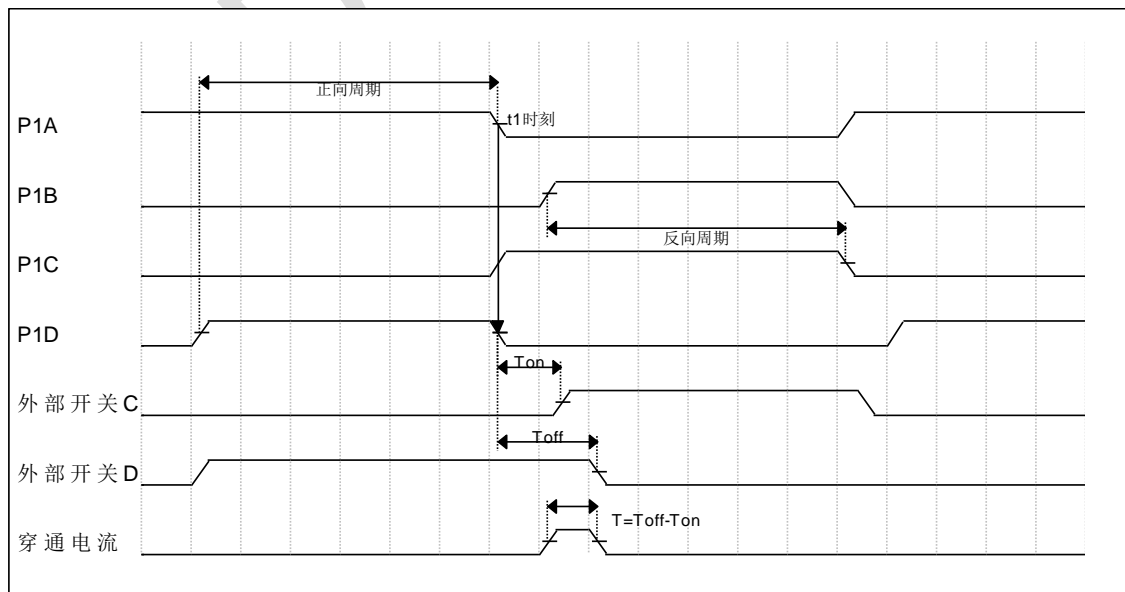 正向周期
P1A
t1时刻
P1B
反向周期
P1C
P1D
Ton
外部开关C
Toff
外部开关D
T=Toff-Ton
穿通电流